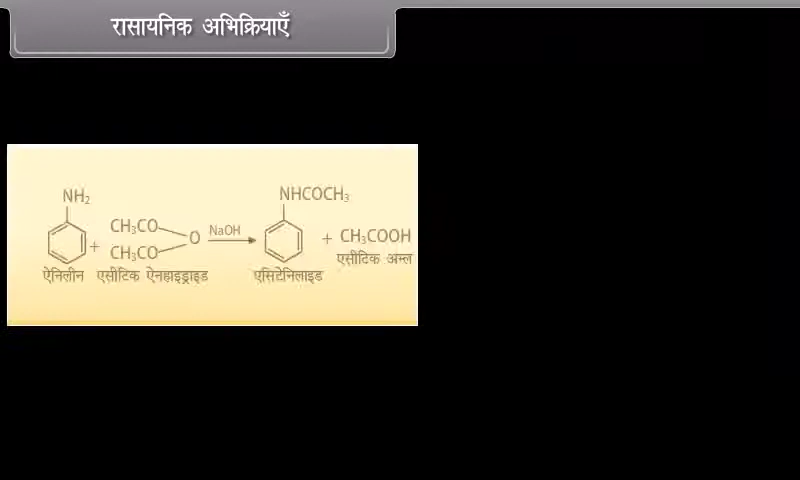 रासायनिक अभिक्रियाएँ
NH₂
NHCOCH₃
CH₃CO
O
NaOH
+
CH₃CO
+
CH₃COOH
एसीटिक अम्ल
ऐनिलीन
एसीटिक ऐनहाइड्राइड
एसिटेनिलाइड